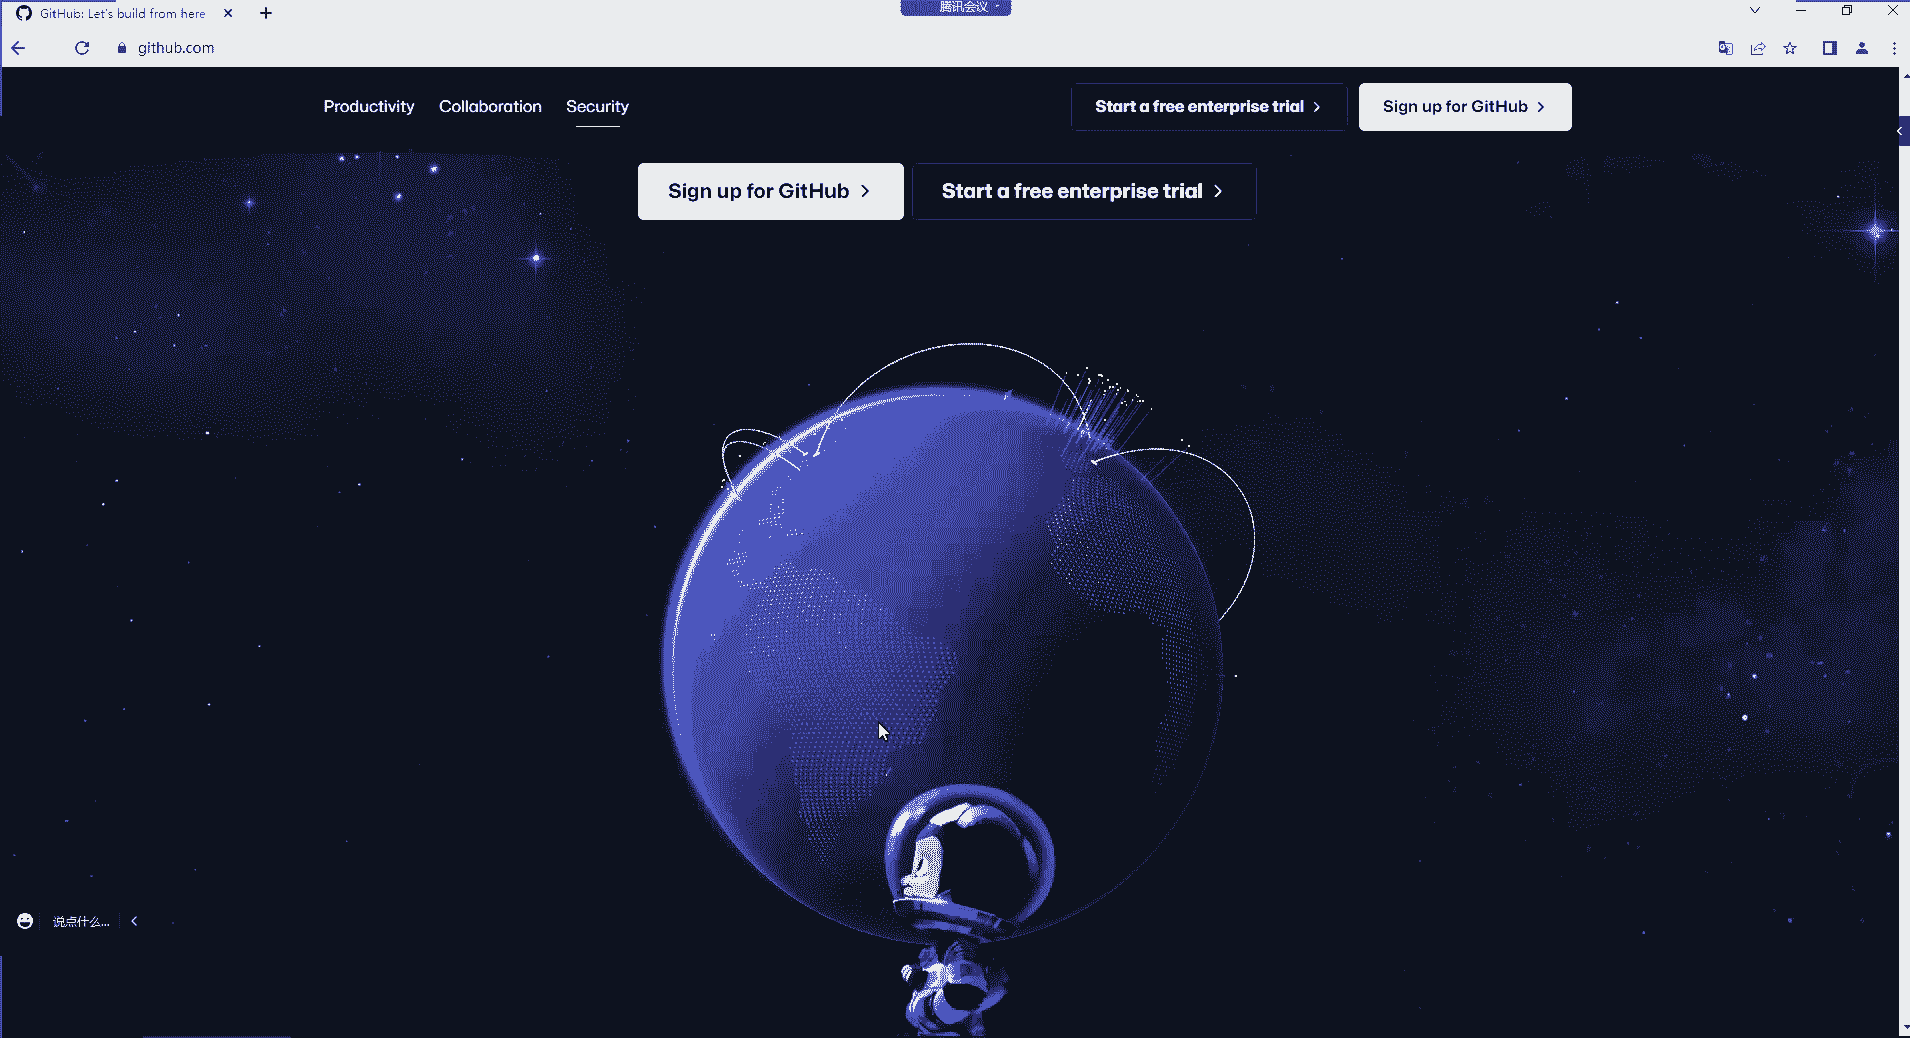 GitHub: Let's build from here
腾讯会议
github.com
Productivity Collaboration Security
Start a free enterprise trial
Sign up for GitHub
Sign up for GitHub
Start a free enterprise trial
说点什么...